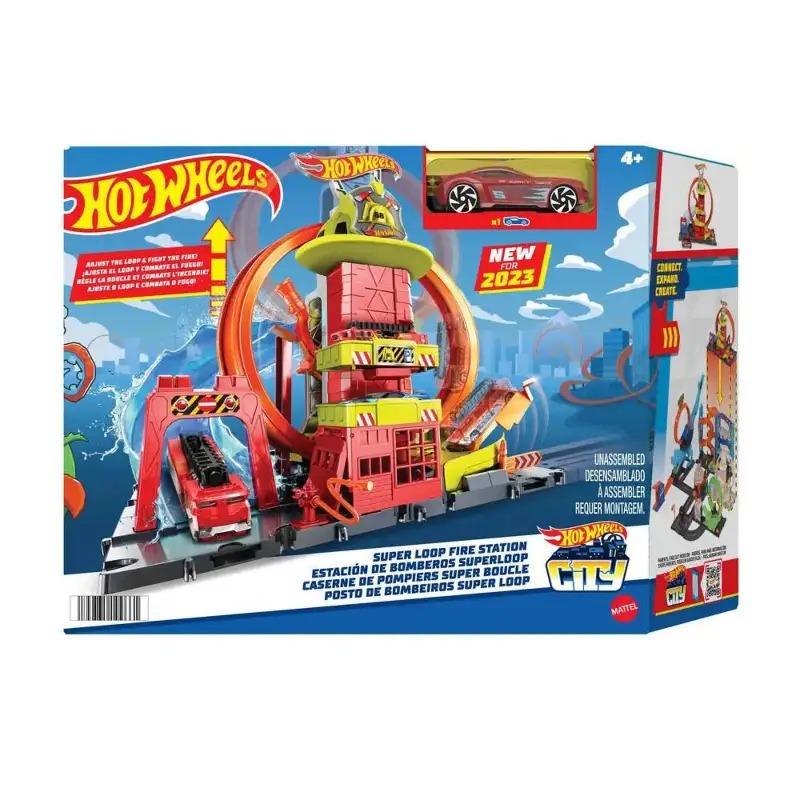 HOT WHEELS
HOT WHEELS
4+
x1
NEW
FOR
2023
ADJUST THE LOOP & FIGHT THE FIRE!
¡AJUSTA EL LOOP Y COMBATE EL FUEGO!
RÈGLE LA BOUCLE ET COMBATS L'INCENDIE!
AJUSTE O LOOP E COMBATA O FOGO!
CONNECT.
EXPAND.
CREATE.
UNASSEMBLED
DESENSAMBLADO
À ASSEMBLER
REQUER MONTAGEM.
SUPER LOOP FIRE STATION
ESTACIÓN DE BOMBEROS SUPERLOOP
CASERNE DE POMPIERS SUPER BOUCLE
POSTO DE BOMBEIROS SUPER LOOP
HOT WHEELS
CITY
MATTEL
HOT WHEELS
CITY